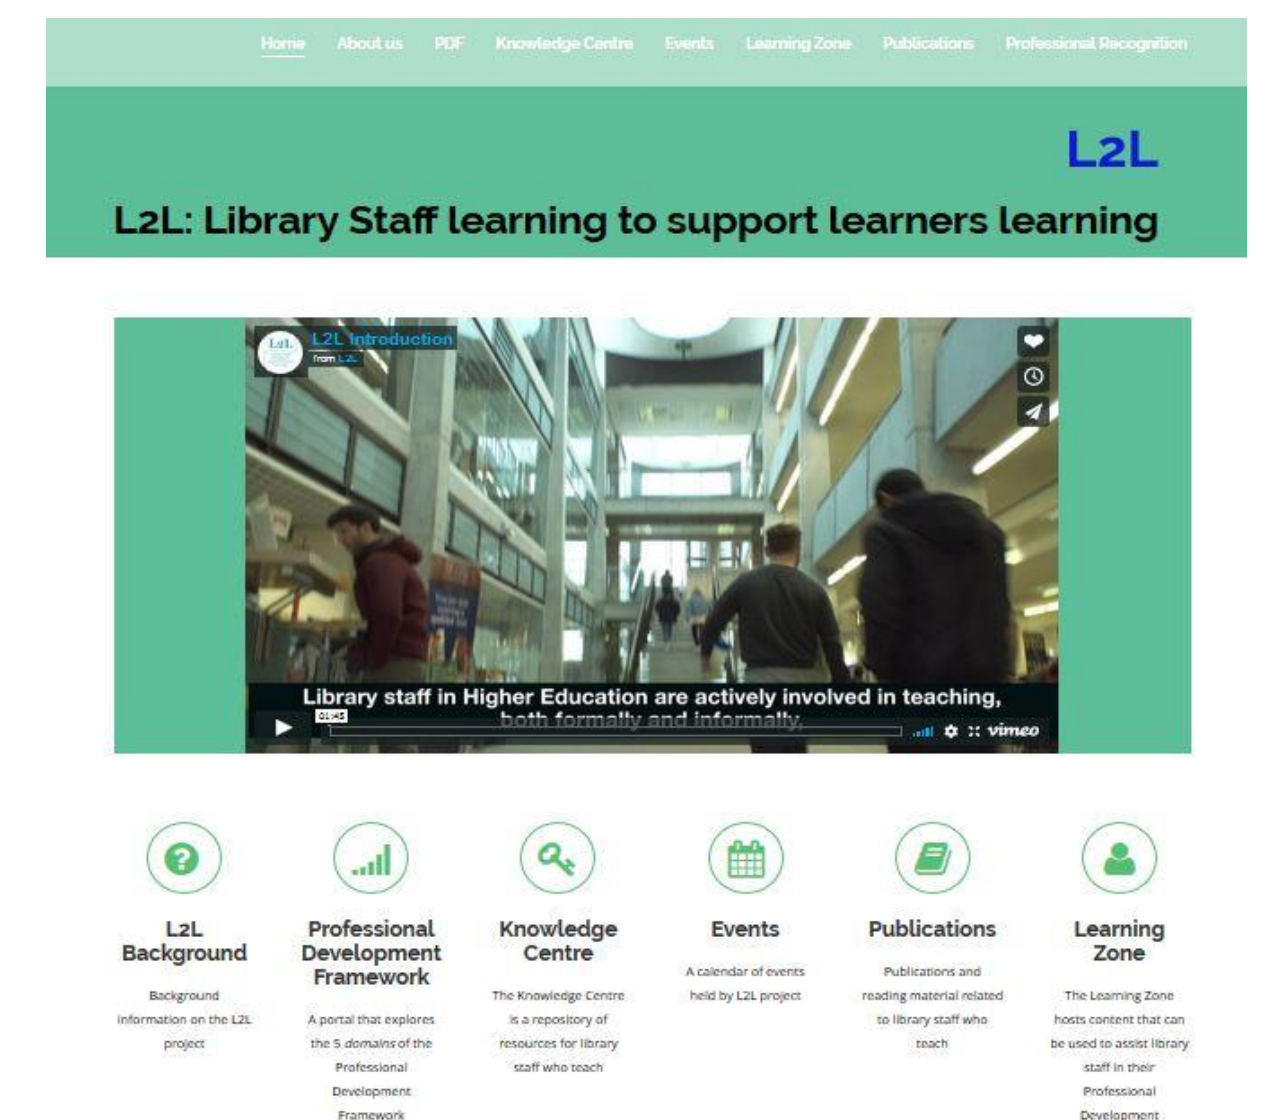 Home About us PDF Knowledge Centre Events Learning Zone Publications Professional Recognition
L2L
L2L: Library Staff learning to support learners learning
L2L
L2L Introduction
from L2L
Library staff in Higher Education are actively involved in teaching,
both formally and informally,
01:45
vimeo
L2L
Background
Background
information on the L2L
project
Professional
Development
Framework
A portal that explores
the 5 domains of the
Professional
Development
Framework
Knowledge
Centre
The Knowledge Centre
is a repository of
resources for library
staff who teach
Events
A calendar of events
held by L2L project
Publications
Publications and
reading material related
to library staff who
teach
Learning
Zone
The Learning Zone
hosts content that can
be used to assist library
staff in their
Professional
Development